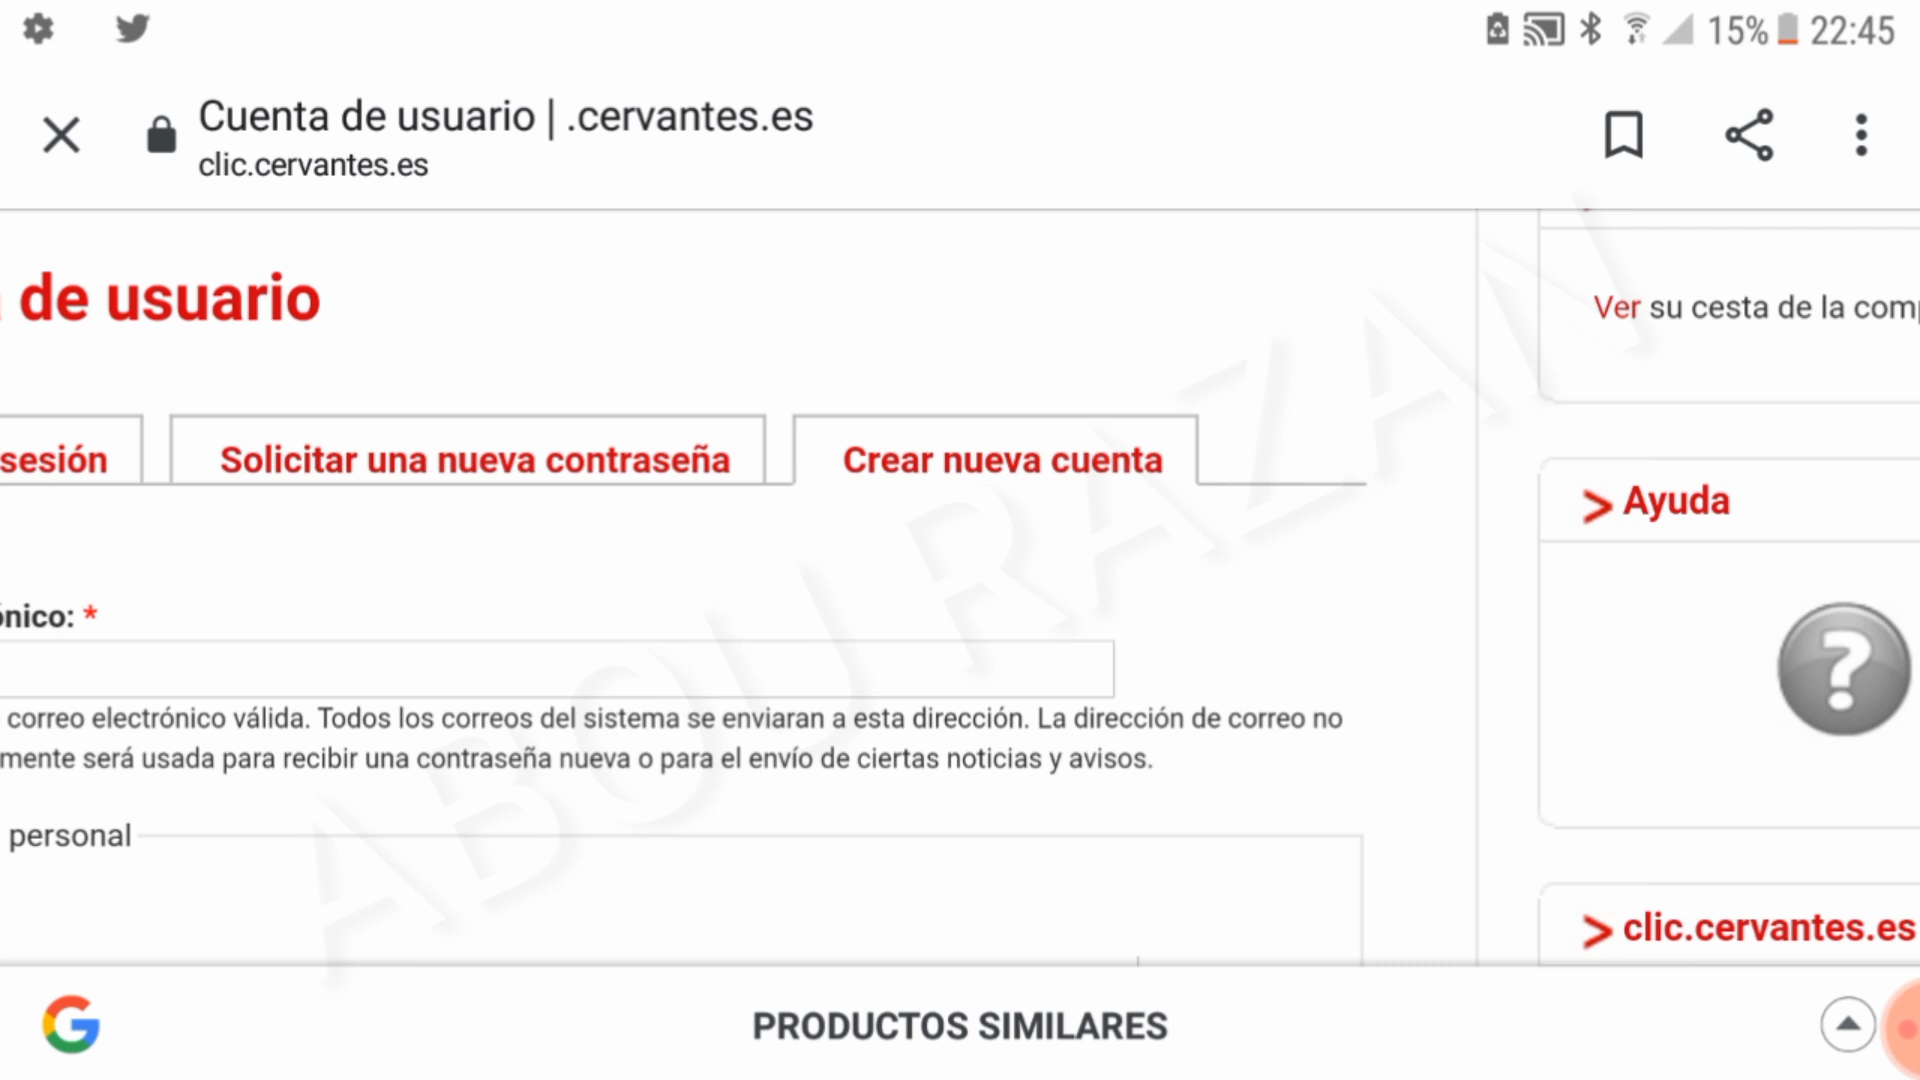 15% 22:45
Cuenta de usuario | .cervantes.es
clic.cervantes.es
de usuario
Ver su cesta de la comp
sesión
Solicitar una nueva contraseña
Crear nueva cuenta
> Ayuda
ónico: *
correo electrónico válida. Todos los correos del sistema se enviaran a esta dirección. La dirección de correo no
mente será usada para recibir una contraseña nueva o para el envío de ciertas noticias y avisos.
personal
> clic.cervantes.es
ABOU RAZAN
PRODUCTOS SIMILARES